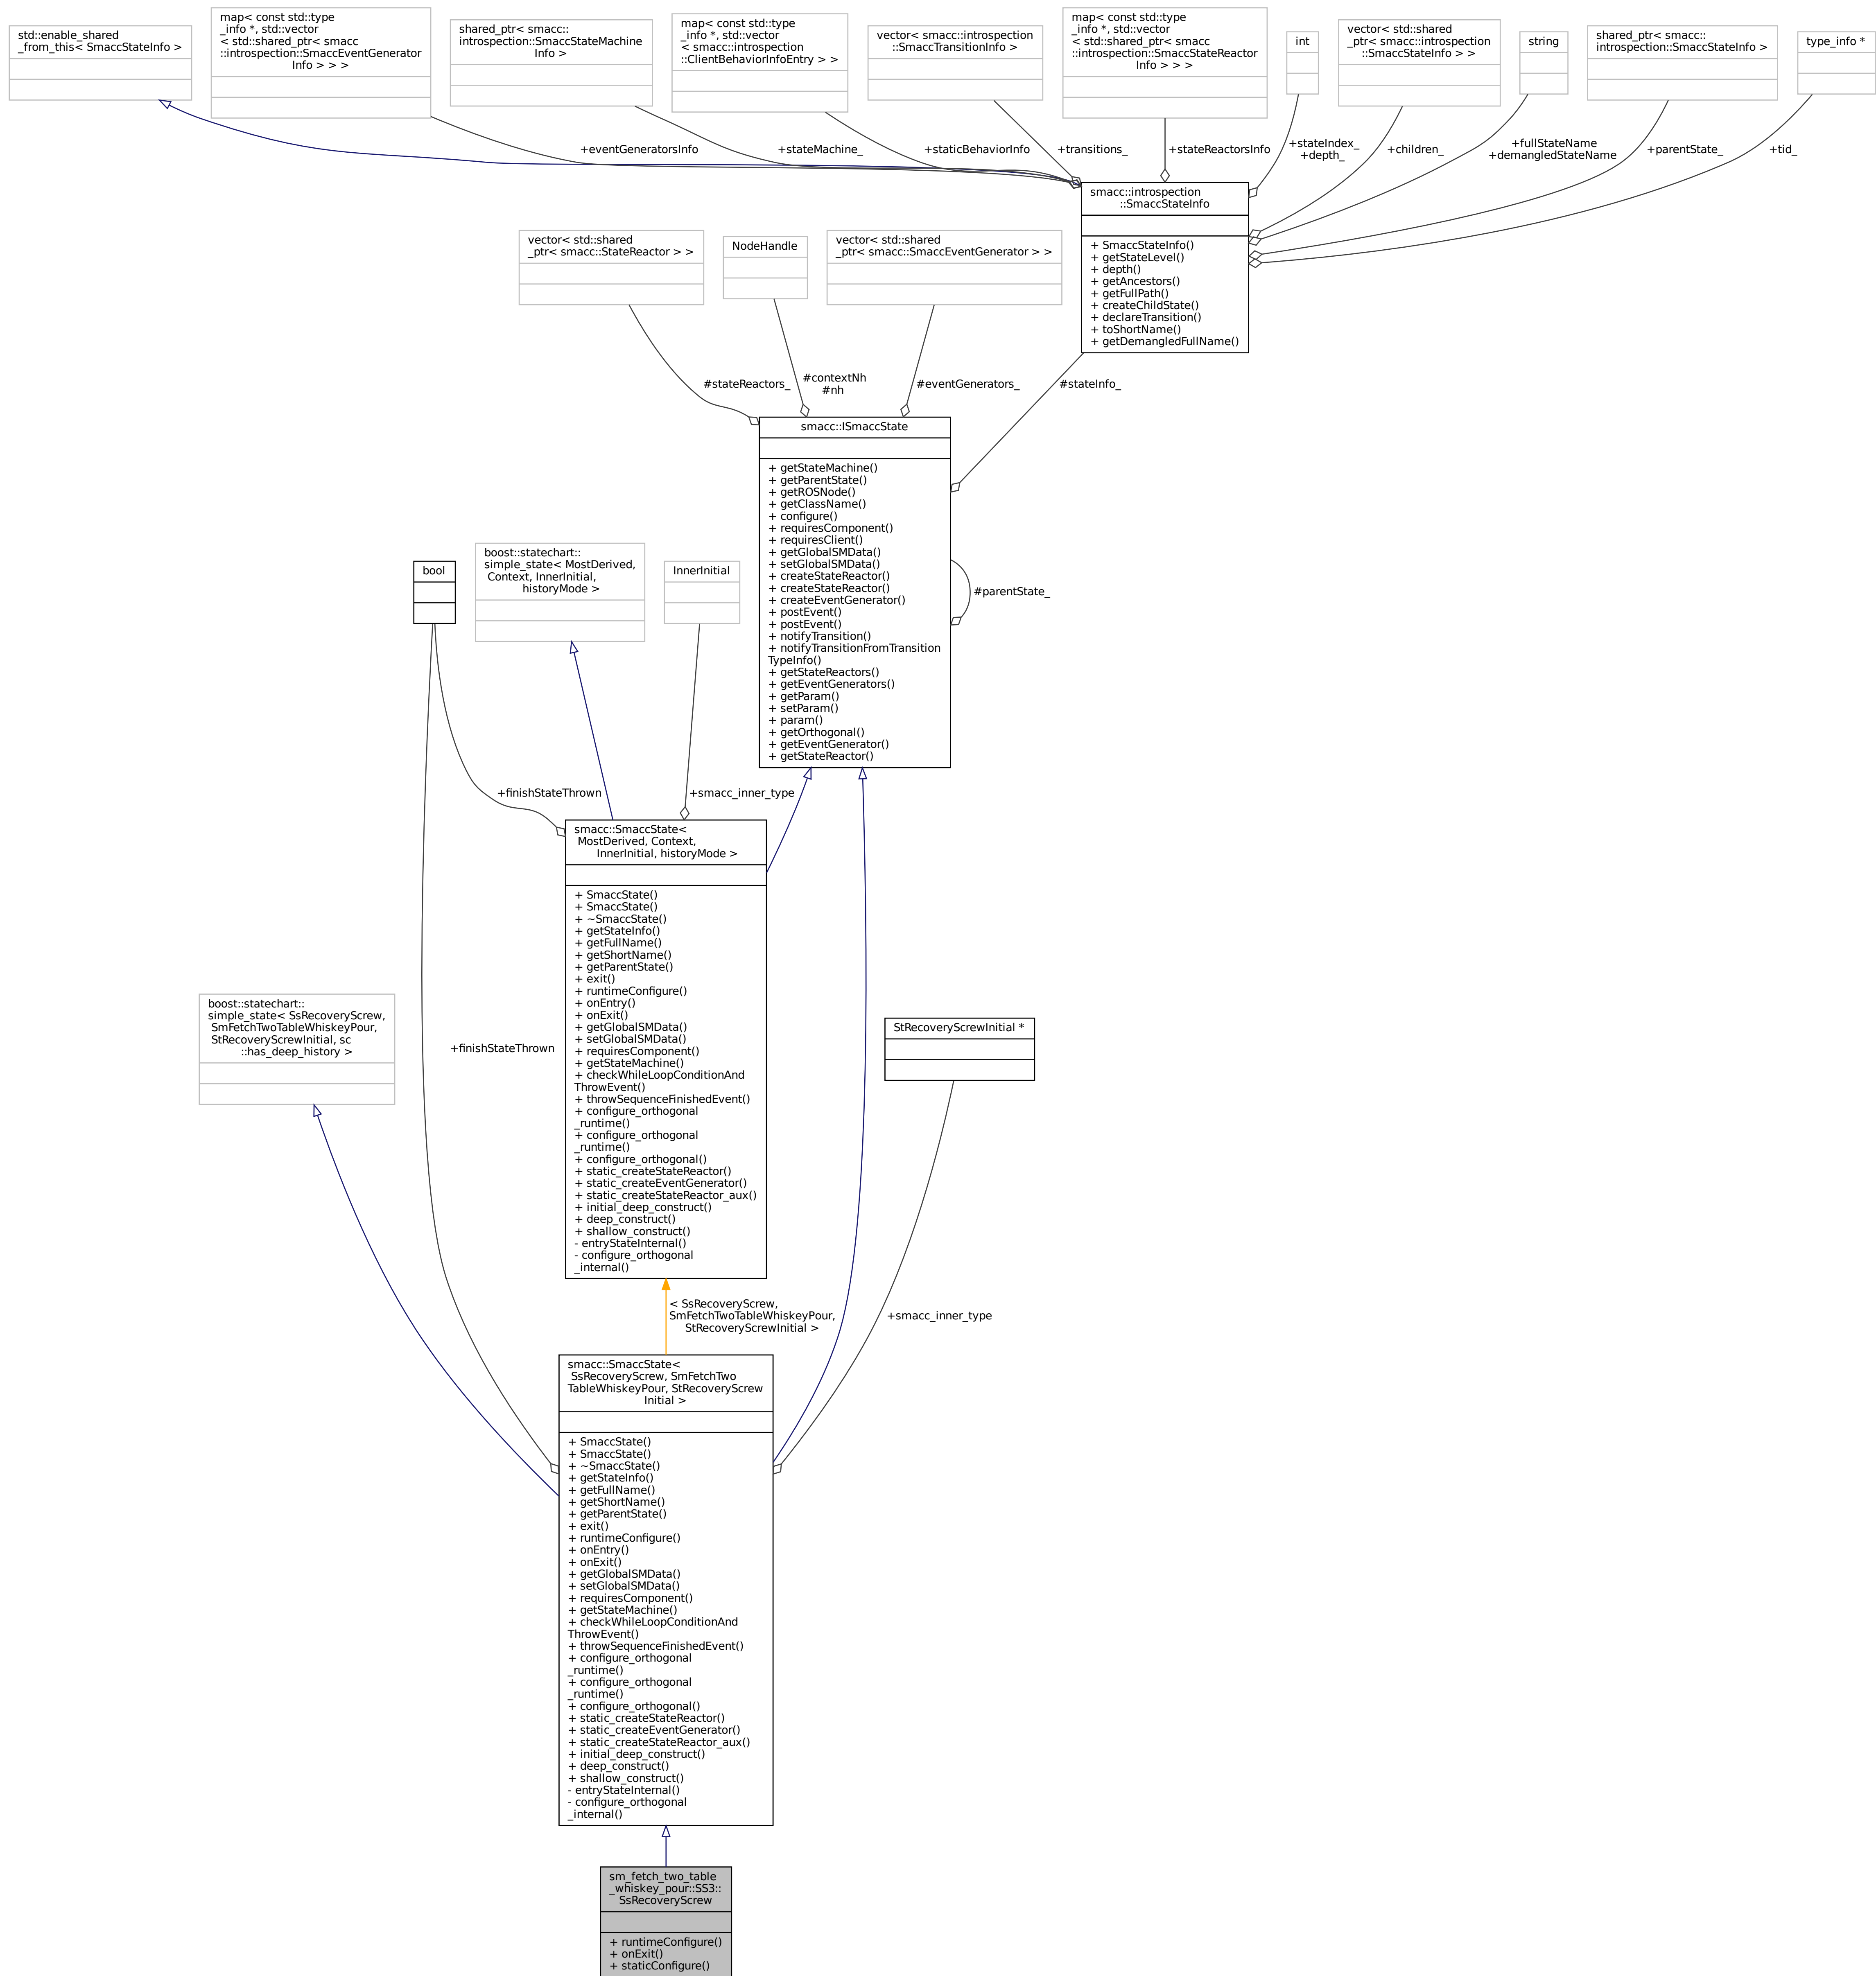 std::enable_shared
_from_this< SmaccStateInfo >
map< const std::type
_info *, std::vector
< std::shared_ptr< smacc
::introspection::SmaccEventGenerator
Info > > >
shared_ptr< smacc::
introspection::SmaccStateMachine
Info >
map< const std::type
_info *, std::vector
< smacc::introspection
::ClientBehaviorInfoEntry > >
vector< smacc::introspection
::SmaccTransitionInfo >
map< const std::type
_info *, std::vector
< std::shared_ptr< smacc
::introspection::SmaccStateReactor
Info > > >
int
vector< std::shared
_ptr< smacc::introspection
::SmaccStateInfo > >
string
shared_ptr< smacc::
introspection::SmaccStateInfo >
type_info *
+eventGeneratorsInfo
+stateMachine_
+staticBehaviorInfo
+transitions_
+stateReactorsInfo
+stateIndex_
+depth_
+children_
+fullStateName
+demangledStateName
+parentState_
+tid_
smacc::introspection
::SmaccStateInfo
+ SmaccStateInfo()
+ getStateLevel()
+ depth()
+ getAncestors()
+ getFullPath()
+ createChildState()
+ declareTransition()
+ toShortName()
+ getDemangledFullName()
vector< std::shared
_ptr< smacc::StateReactor > >
NodeHandle
vector< std::shared
_ptr< smacc::SmaccEventGenerator > >
#stateReactors_
#contextNh
#nh
#eventGenerators_
#stateInfo_
smacc::ISmaccState
+ getStateMachine()
+ getParentState()
+ getROSNode()
+ getClassName()
+ configure()
+ requiresComponent()
+ requiresClient()
+ getGlobalSMData()
+ setGlobalSMData()
+ createStateReactor()
+ createStateReactor()
+ createEventGenerator()
+ postEvent()
+ postEvent()
+ notifyTransition()
+ notifyTransitionFromTransition
TypeInfo()
+ getStateReactors()
+ getEventGenerators()
+ getParam()
+ setParam()
+ param()
+ getOrthogonal()
+ getEventGenerator()
+ getStateReactor()
#parentState_
bool
boost::statechart::
simple_state< MostDerived,
Context, InnerInitial,
historyMode >
InnerInitial
+finishStateThrown
+smacc_inner_type
smacc::SmaccState<
MostDerived, Context,
InnerInitial, historyMode >
+ SmaccState()
+ SmaccState()
+ ~SmaccState()
+ getStateInfo()
+ getFullName()
+ getShortName()
+ getParentState()
+ exit()
+ runtimeConfigure()
+ onEntry()
+ onExit()
+ getGlobalSMData()
+ setGlobalSMData()
+ requiresComponent()
+ getStateMachine()
+ checkWhileLoopConditionAnd
ThrowEvent()
+ throwSequenceFinishedEvent()
+ configure_orthogonal
_runtime()
+ configure_orthogonal
_runtime()
+ configure_orthogonal()
+ static_createStateReactor()
+ static_createEventGenerator()
+ static_createStateReactor_aux()
+ initial_deep_construct()
+ deep_construct()
+ shallow_construct()
- entryStateInternal()
- configure_orthogonal
_internal()
boost::statechart::
simple_state< SsRecoveryScrew,
SmFetchTwoTableWhiskeyPour,
StRecoveryScrewInitial, sc
::has_deep_history >
+finishStateThrown
StRecoveryScrewInitial *
< SsRecoveryScrew,
SmFetchTwoTableWhiskeyPour,
StRecoveryScrewInitial >
+smacc_inner_type
smacc::SmaccState<
SsRecoveryScrew, SmFetchTwo
TableWhiskeyPour, StRecoveryScrew
Initial >
+ SmaccState()
+ SmaccState()
+ ~SmaccState()
+ getStateInfo()
+ getFullName()
+ getShortName()
+ getParentState()
+ exit()
+ runtimeConfigure()
+ onEntry()
+ onExit()
+ getGlobalSMData()
+ setGlobalSMData()
+ requiresComponent()
+ getStateMachine()
+ checkWhileLoopConditionAnd
ThrowEvent()
+ throwSequenceFinishedEvent()
+ configure_orthogonal
_runtime()
+ configure_orthogonal
_runtime()
+ configure_orthogonal()
+ static_createStateReactor()
+ static_createEventGenerator()
+ static_createStateReactor_aux()
+ initial_deep_construct()
+ deep_construct()
+ shallow_construct()
- entryStateInternal()
- configure_orthogonal
_internal()
sm_fetch_two_table
_whiskey_pour::SS3::
SsRecoveryScrew
+ runtimeConfigure()
+ onExit()
+ staticConfigure()